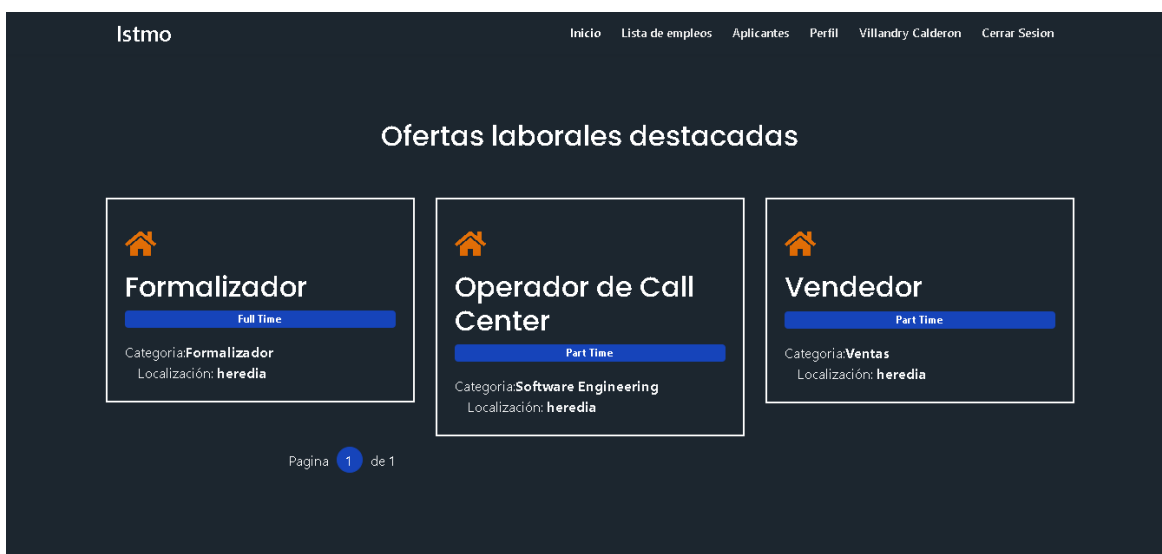 Istmo
Inicio Lista de empleos Aplicantes Perfil Villandry Calderon Cerrar Sesion
Ofertas laborales destacadas
Formalizador
Full Time
Categoria:Formalizador
Localización: heredia
Operador de Call
Center
Part Time
Categoria:Software Engineering
Localización: heredia
Vendedor
Part Time
Categoria:Ventas
Localización: heredia
Pagina 1 de 1